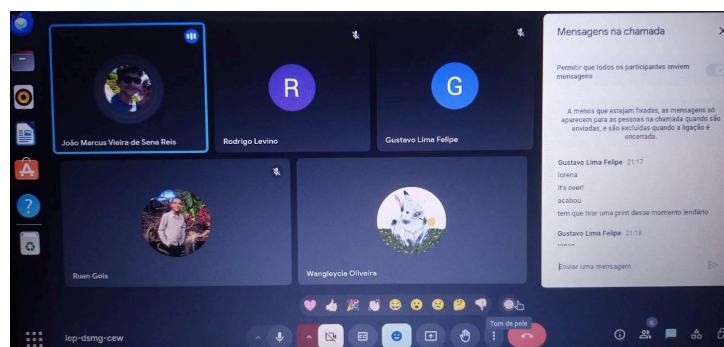 Mensagens na chamada
Permitir que todos os participantes enviem
mensagens
A menos que estejam fixadas, as mensagens só
aparecem para as pessoas na chamada quando são
enviadas, e são excluídas quando a ligação é
encerrada.
Gustavo Lima Felipe 21:17
lorena
it's over!
acabou
tem que tirar uma print desse momento lendário
Gustavo Lima Felipe 21:18
Enviar uma mensagem
João Marcus Vieira de Sena Reis
R
Rodrigo Levino
G
Gustavo Lima Felipe
Ruan Gois
Wangleycia Oliveira
Tom de pele
iep-dsmg-cew